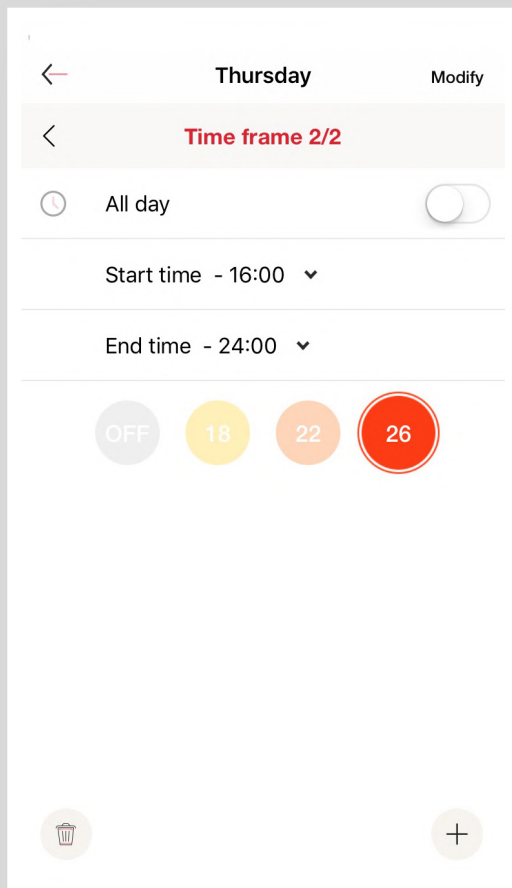 Thursday Modify
Time frame 2/2
All day
Start time - 16:00
End time - 24:00
OFF 18 22 26